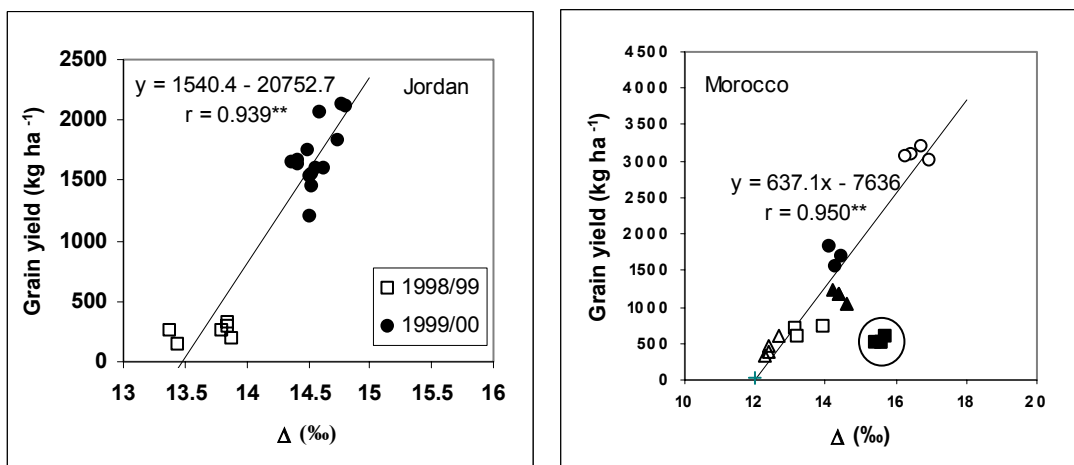 2500
2000
1500
1000
500
0
Grain yield (kg ha -1)
y = 1540.4 - 20752.7
r = 0.939**
Jordan
1998/99
1999/00
13 13.5 14 14.5 15 15.5 16
Δ (‰)
4500
4000
3500
3000
2500
2000
1500
1000
500
0
Grain yield (kg ha -1)
Morocco
y = 637.1x - 7636
r = 0.950**
10 12 14 16 18 20
Δ (‰)